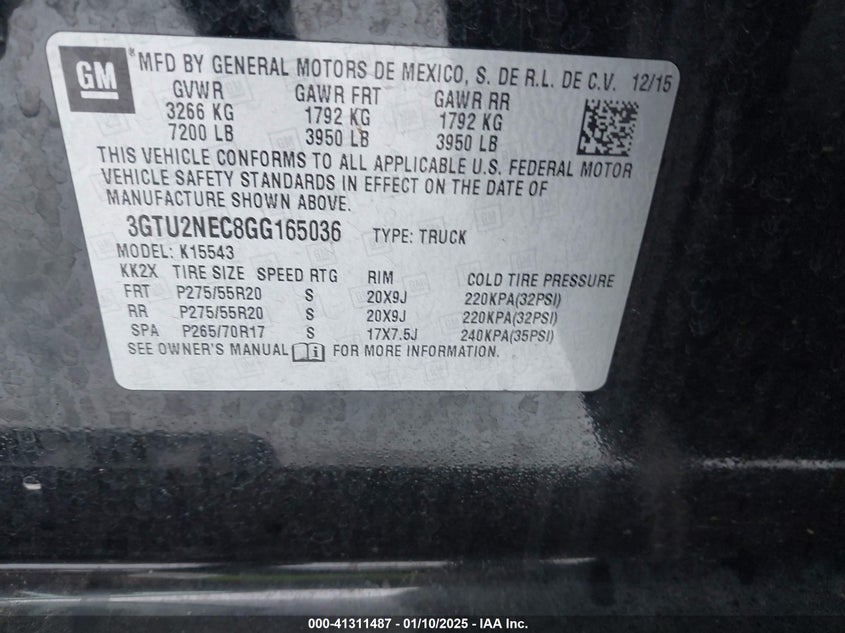 GM
® MFD BY GENERAL MOTORS DE MEXICO, S. DE R.L. DE C.V. 12/15
GVWR GAWR FRT GAWR RR
3266 KG 1792 KG 1792 KG
7200 LB 3950 LB 3950 LB
THIS VEHICLE CONFORMS TO ALL APPLICABLE U.S. FEDERAL MOTOR
VEHICLE SAFETY STANDARDS IN EFFECT ON THE DATE OF
MANUFACTURE SHOWN ABOVE.
3GTU2NEC8GG165036 TYPE: TRUCK
MODEL: K15543
KK2X TIRE SIZE SPEED RTG RIM COLD TIRE PRESSURE
FRT P275/55R20 S 20X9J 220KPA(32PSI)
RR P275/55R20 S 20X9J 220KPA(32PSI)
SPA P265/70R17 S 17X7.5J 240KPA(35PSI)
SEE OWNER'S MANUAL FOR MORE INFORMATION.
000-41311487 - 01/10/2025 - IAA Inc.